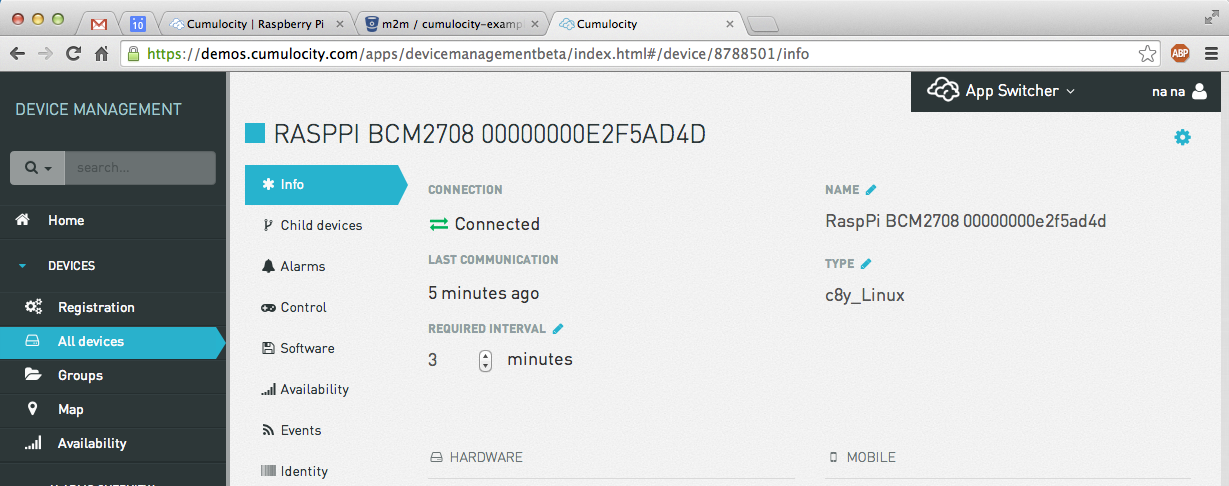 10
Cumulocity | Raspberry Pi
m2m / cumulocity-exampl
Cumulocity
https://demos.cumulocity.com/apps/devicemanagementbeta/index.html#/device/8788501/info
ABP
DEVICE MANAGEMENT
App Switcher
na na
RASPPI BCM2708 00000000E2F5AD4D
search...
Home
DEVICES
Registration
All devices
Groups
Map
Availability
Info
Child devices
Alarms
Control
Software
Availability
Events
Identity
CONNECTION
Connected
LAST COMMUNICATION
5 minutes ago
REQUIRED INTERVAL
3 minutes
NAME
RaspPi BCM2708 00000000e2f5ad4d
TYPE
c8y_Linux
HARDWARE
MOBILE